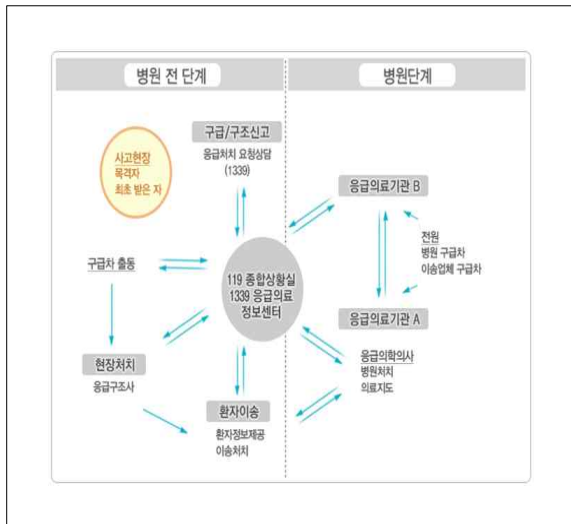 병원 전 단계
병원단계
구급/구조신고
응급처치 요청상담
(1339)
사고현장
목격자
최초 받은 자
응급의료기관 B
전원
병원 구급차
이송업체 구급차
구급차 출동
119 종합상황실
1339 응급의료
정보센터
응급의료기관 A
응급의학의사
병원처치
의료지도
현장처치
응급구조사
환자이송
환자정보제공
이송처치